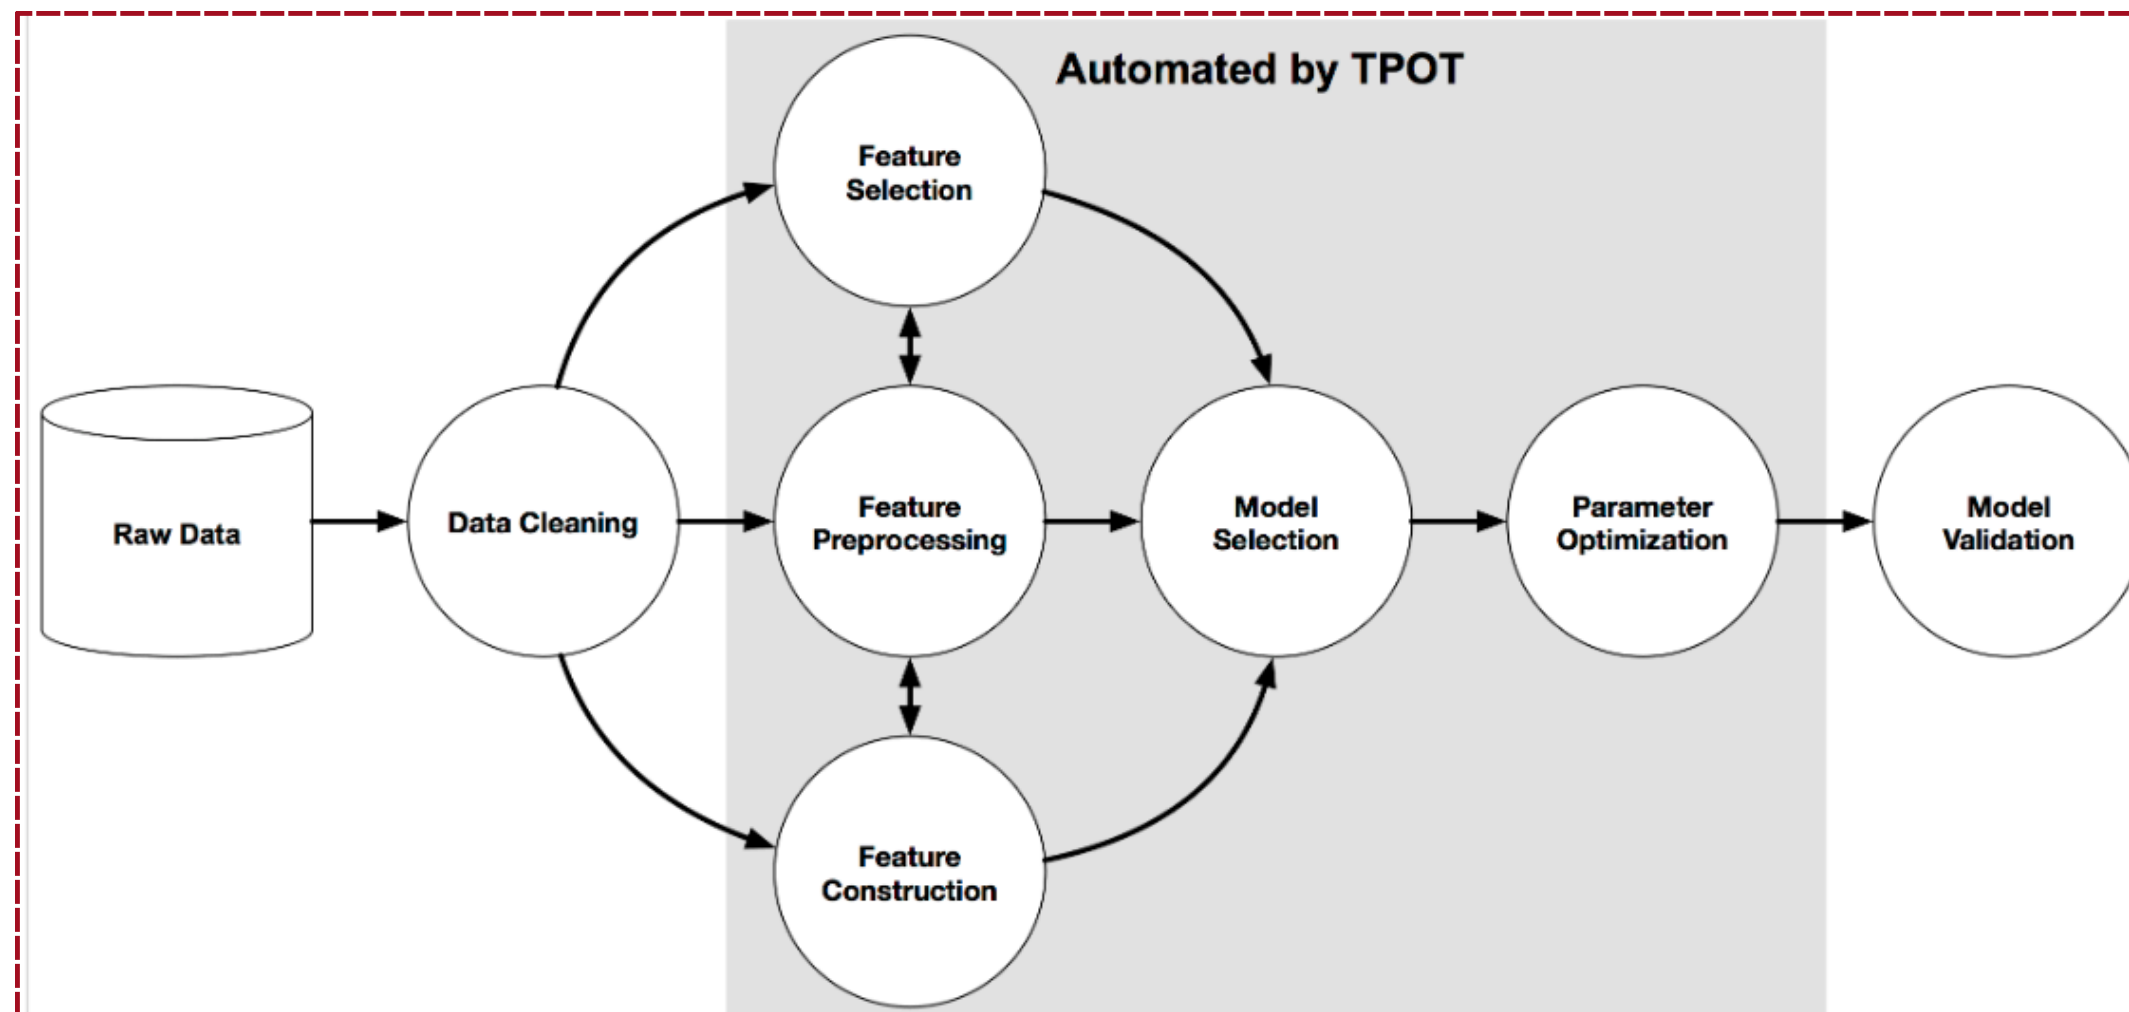 Automated by TPOT
Feature
Selection
Raw Data
Data Cleaning
Feature
Preprocessing
Model
Selection
Parameter
Optimization
Model
Validation
Feature
Construction